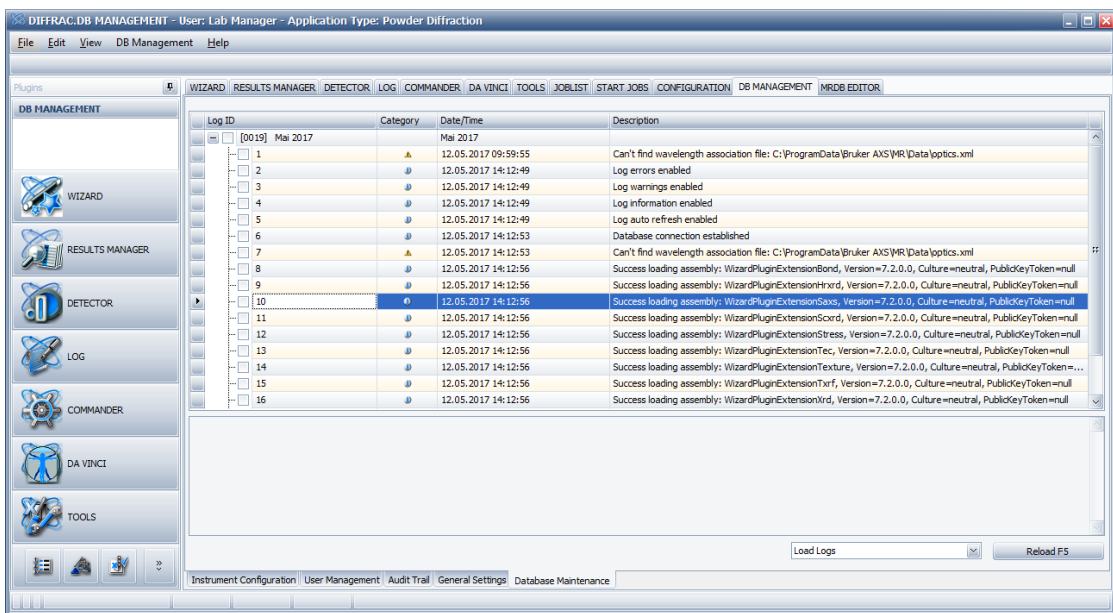 DIFFRAC.DB MANAGEMENT - User: Lab Manager - Application Type: Powder Diffraction
File Edit View DB Management Help
Plugins
WIZARD RESULTS MANAGER DETECTOR LOG COMMANDER DA VINCI TOOLS JOBLIST START JOBS CONFIGURATION DB MANAGEMENT MRDB EDITOR
DB MANAGEMENT
WIZARD
RESULTS MANAGER
DETECTOR
LOG
COMMANDER
DA VINCI
TOOLS
Log ID Category Date/Time Description
[0019] Mai 2017 Mai 2017
1 12.05.2017 09:59:55 Can't find wavelength association file: C:\ProgramData\Bruker AXS\MR\Data\optics.xml
2 12.05.2017 14:12:49 Log errors enabled
3 12.05.2017 14:12:49 Log warnings enabled
4 12.05.2017 14:12:49 Log information enabled
5 12.05.2017 14:12:49 Log auto refresh enabled
6 12.05.2017 14:12:53 Database connection established
7 12.05.2017 14:12:53 Can't find wavelength association file: C:\ProgramData\Bruker AXS\MR\Data\optics.xml
8 12.05.2017 14:12:56 Success loading assembly: WizardPluginExtensionBond, Version=7.2.0.0, Culture=neutral, PublicKeyToken=null
9 12.05.2017 14:12:56 Success loading assembly: WizardPluginExtensionHrxrd, Version=7.2.0.0, Culture=neutral, PublicKeyToken=null
10 12.05.2017 14:12:56 Success loading assembly: WizardPluginExtensionSaxs, Version=7.2.0.0, Culture=neutral, PublicKeyToken=null
11 12.05.2017 14:12:56 Success loading assembly: WizardPluginExtensionScxrd, Version=7.2.0.0, Culture=neutral, PublicKeyToken=null
12 12.05.2017 14:12:56 Success loading assembly: WizardPluginExtensionStress, Version=7.2.0.0, Culture=neutral, PublicKeyToken=null
13 12.05.2017 14:12:56 Success loading assembly: WizardPluginExtensionTec, Version=7.2.0.0, Culture=neutral, PublicKeyToken=null
14 12.05.2017 14:12:56 Success loading assembly: WizardPluginExtensionTexture, Version=7.2.0.0, Culture=neutral, PublicKeyToken=...
15 12.05.2017 14:12:56 Success loading assembly: WizardPluginExtensionTxrf, Version=7.2.0.0, Culture=neutral, PublicKeyToken=null
16 12.05.2017 14:12:56 Success loading assembly: WizardPluginExtensionXrd, Version=7.2.0.0, Culture=neutral, PublicKeyToken=null
Load Logs Reload F5
Instrument Configuration User Management Audit Trail General Settings Database Maintenance